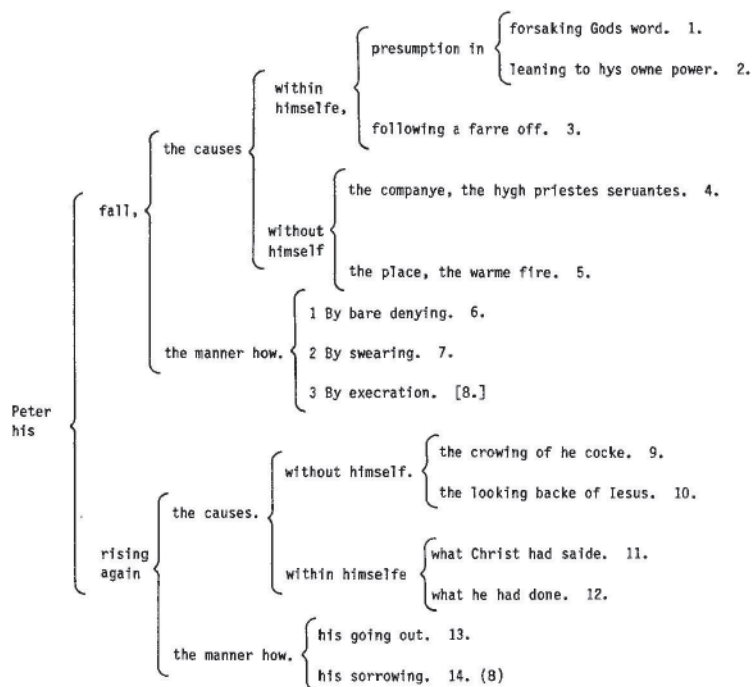 Peter
his
fall,
the causes
within
himselfe,
presumption in
forsaking Gods word. 1.
leaning to hys owne power. 2.
following a farre off. 3.
without
himself
the companye, the hygh priestes seruantes. 4.
the place, the warme fire. 5.
the manner how.
1 By bare denying. 6.
2 By swearing. 7.
3 By execration. [8.]
rising
again
the causes.
without himself.
the crowing of he cocke. 9.
the looking backe of Iesus. 10.
within himselfe
what Christ had saide. 11.
what he had done. 12.
the manner how.
his going out. 13.
his sorrowing. 14. (8)